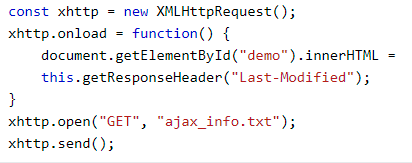 const xhttp = new XMLHttpRequest();
xhttp.onload = function() {
    document.getElementById("demo").innerHTML =
    this.getResponseHeader("Last-Modified");
}
xhttp.open("GET", "ajax_info.txt");
xhttp.send();